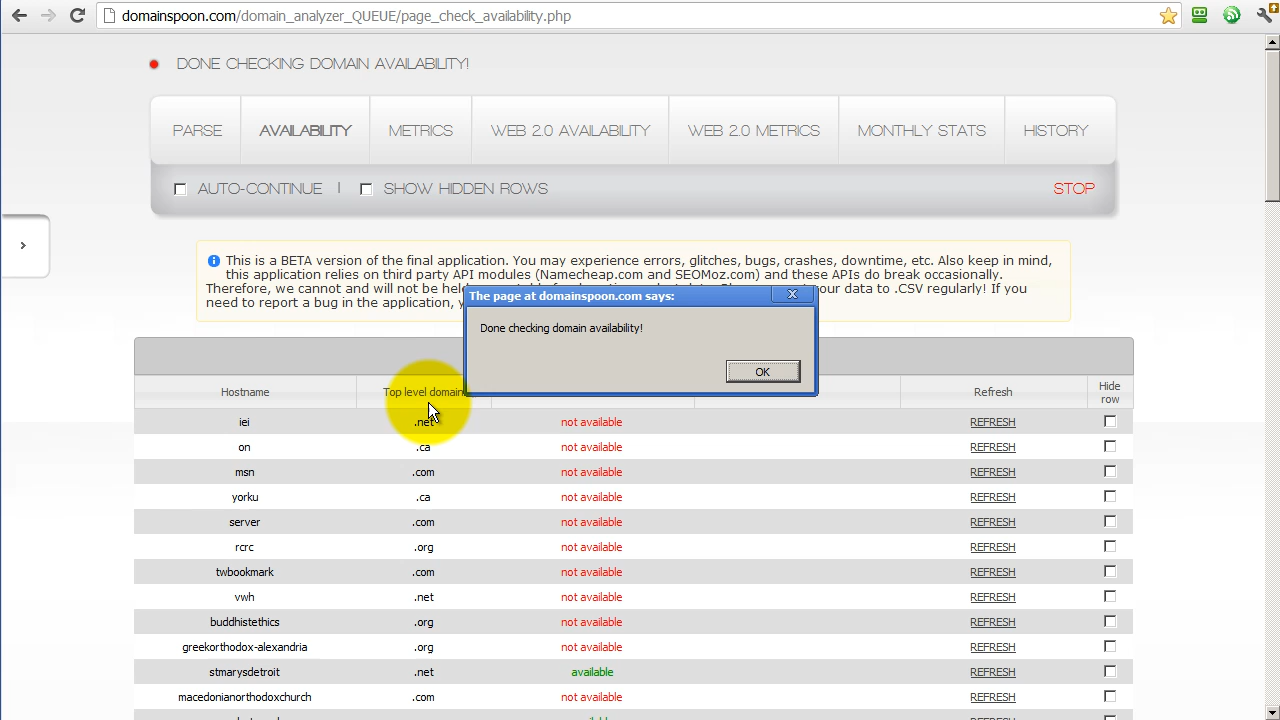 domainspoon.com/domain_analyzer_QUEUE/page_check_availability.php
DONE CHECKING DOMAIN AVAILABILITY!
PARSE AVAILABILITY METRICS WEB 2.0 AVAILABILITY WEB 2.0 METRICS MONTHLY STATS HISTORY
AUTO-CONTINUE | SHOW HIDDEN ROWS STOP
This is a BETA version of the final application. You may experience errors, glitches, bugs, crashes, downtime, etc. Also keep in mind,
this application relies on third party API modules (Namecheap.com and SEOMoz.com) and these APIs do break occasionally.
Therefore, we cannot and will not be held your data to .CSV regularly! If you
need to report a bug in the application,
The page at domainspoon.com says:
Done checking domain availability!
OK
Hostname Top level domain Refresh Hide row
iei .net not available REFRESH
on .ca not available REFRESH
msn .com not available REFRESH
yorku .ca not available REFRESH
server .com not available REFRESH
rcrc .org not available REFRESH
twbookmark .com not available REFRESH
vwh .net not available REFRESH
buddhistethics .org not available REFRESH
greekorthodox-alexandria .org not available REFRESH
stmarysdetroit .net available REFRESH
macedonianorthodoxchurch .com not available REFRESH